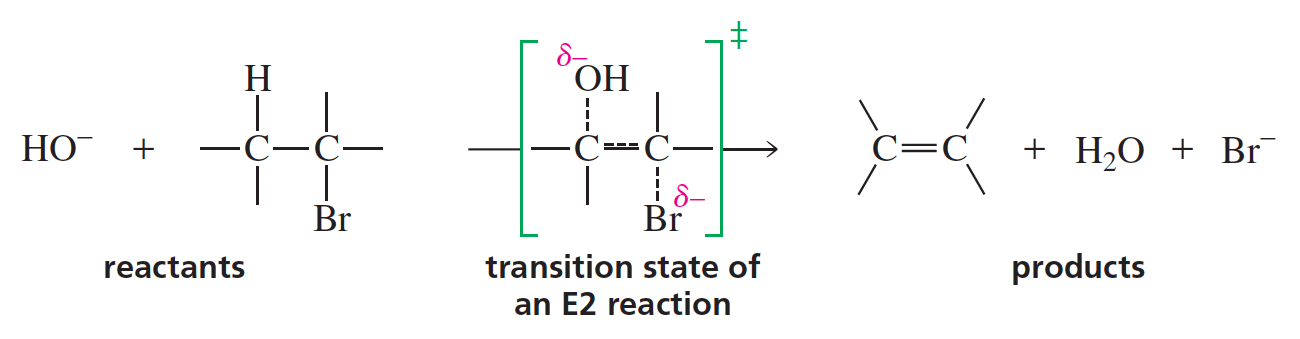 HO⁻ + H C C Br
δ− OH C C δ− Br ‡
C=C + H₂O + Br⁻
reactants
transition state of
an E2 reaction
products